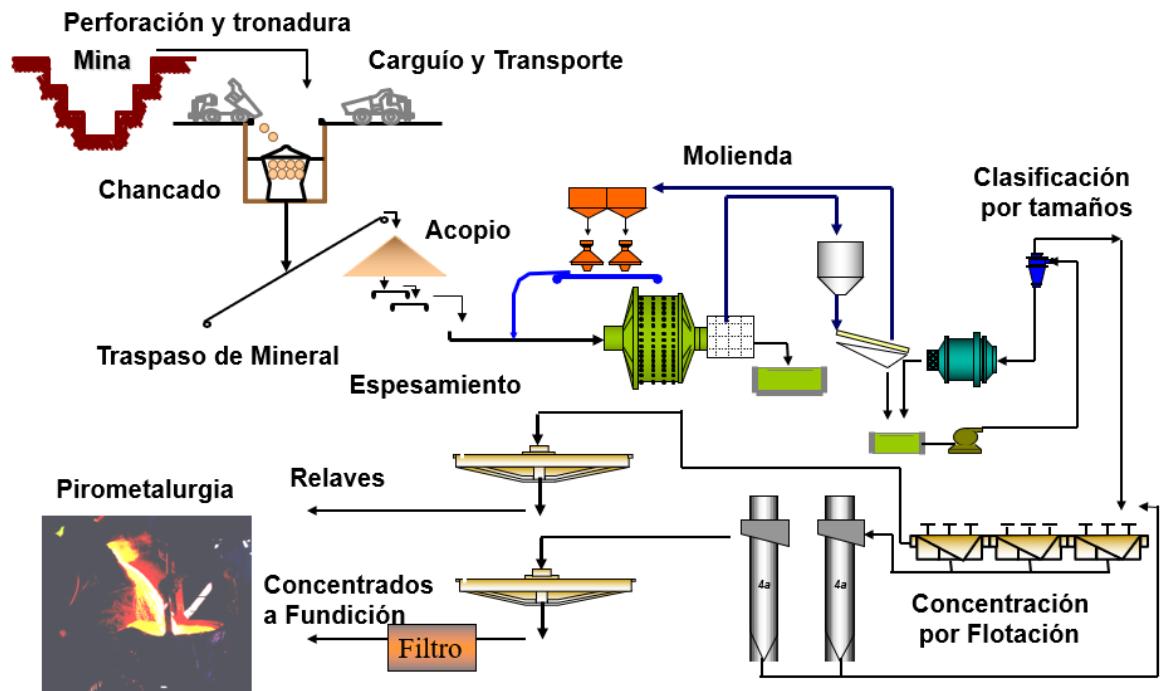 Perforación y tronadura
Mina
Carguío y Transporte
Chancado
Molienda
Clasificación
por tamaños
Acopio
Traspaso de Mineral
Espesamiento
Relaves
Pirometalurgia
Concentrados
a Fundición
Filtro
4a
4a
Concentración
por Flotación